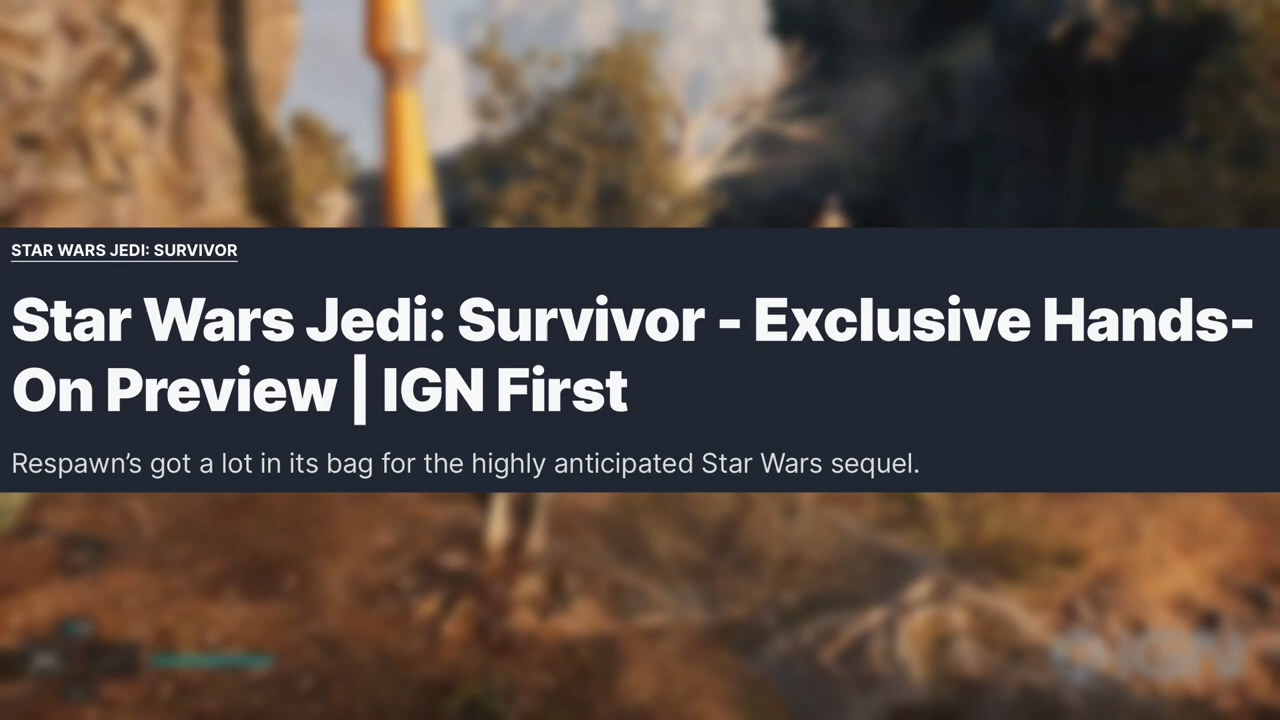 STAR WARS JEDI: SURVIVOR
Star Wars Jedi: Survivor - Exclusive Hands-
On Preview | IGN First
Respawn’s got a lot in its bag for the highly anticipated Star Wars sequel.
IGN